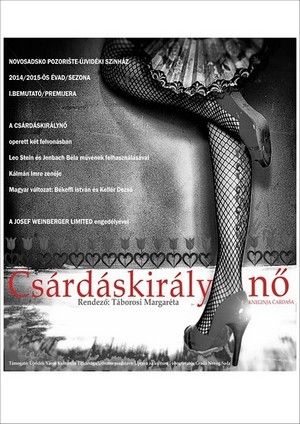 NOVOSADSKO POZORIŠTE-ÚJVIDÉKI SZÍNHÁZ
2014/2015-ÖS ÉVAD/SEZONA
I.BEMUTATÓ/PREMIJERA
A CSÁRDÁSKIRÁLYNŐ
operett két felvonásban
Leo Stein és Jenbach Béla művének felhasználásával
Kálmán Imre zenéje
Magyar változat: Békeffi István és Kellér Dezső
A JOSEF WEINBERGER LIMITED engedélyével
Csárdáskirálynő
Rendező: Táborosi Margaréta
KNEGINJA ČARDAŠA